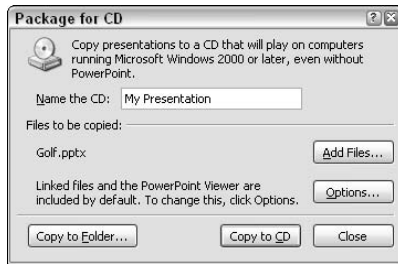 Package for CD
Copy presentations to a CD that will play on computers
running Microsoft Windows 2000 or later, even without
PowerPoint.
Name the CD: My Presentation
Files to be copied:
Golf.pptx
Add Files...
Linked files and the PowerPoint Viewer are
included by default. To change this, click Options.
Options...
Copy to Folder... Copy to CD Close